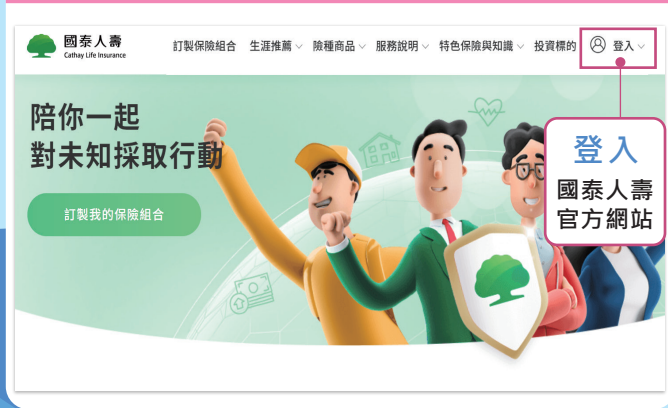 國泰人壽
Cathay Life Insurance
訂製保險組合 生涯推薦 險種商品 服務說明 特色保險與知識 投資標的 登入
陪你一起
對未知採取行動
訂製我的保險組合
登入
國泰人壽
官方網站